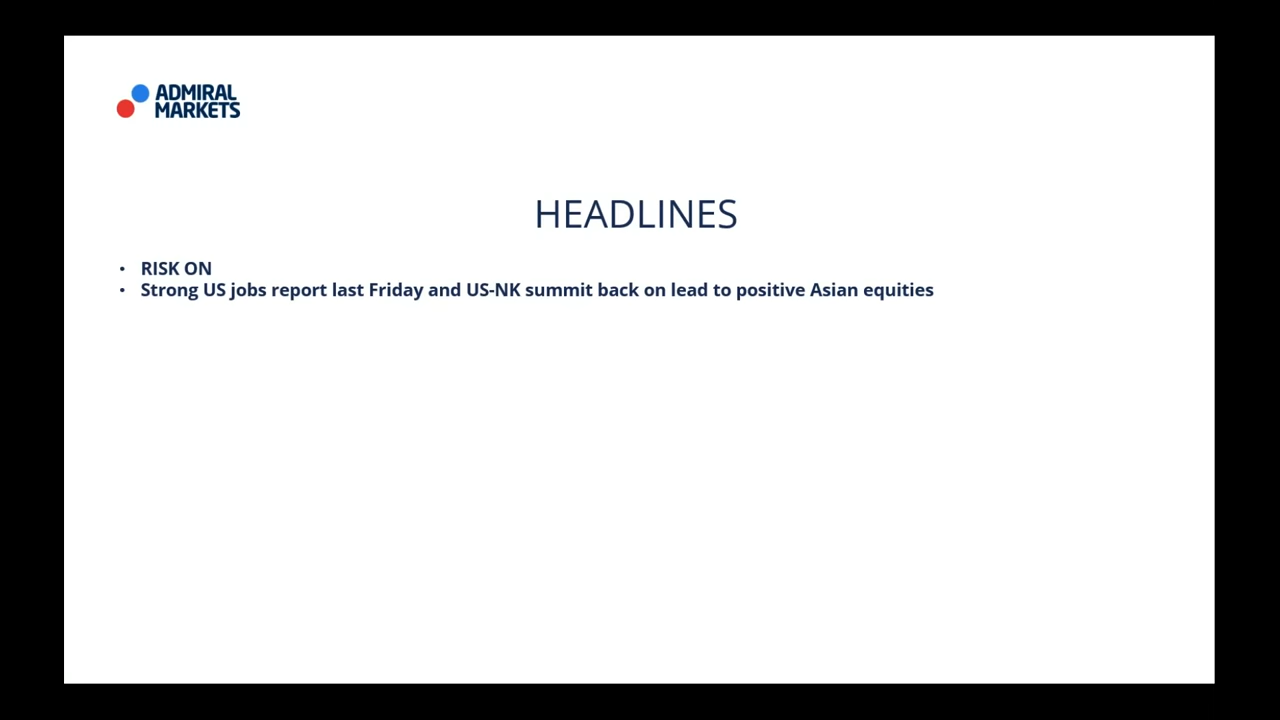 ADMIRAL
MARKETS
HEADLINES
• RISK ON
• Strong US jobs report last Friday and US-NK summit back on lead to positive Asian equities